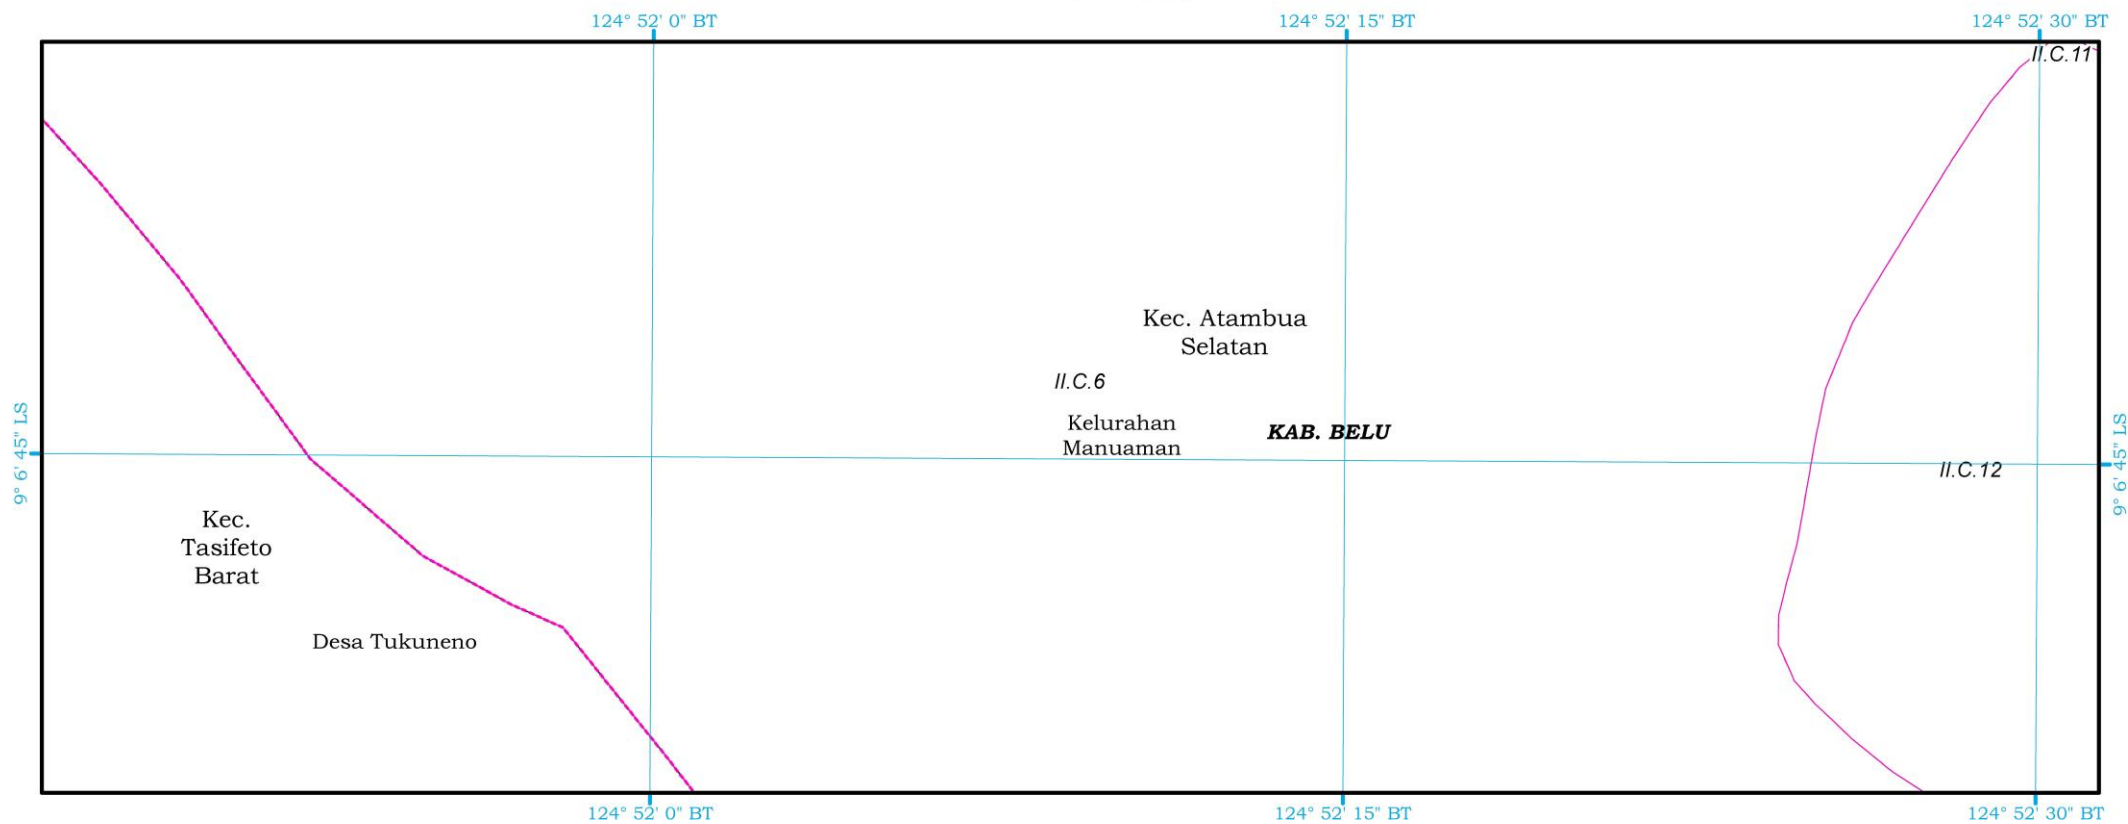 124° 52' 0" BT
124° 52' 15" BT
124° 52' 30" BT
II.C.11
Kec. Atambua
Selatan
II.C.6
Kelurahan
Manuaman
KAB. BELU
9° 6' 45" LS
9° 6' 45" LS
II.C.12
Kec.
Tasifeto
Barat
Desa Tukuneno
124° 52' 0" BT
124° 52' 15" BT
124° 52' 30" BT